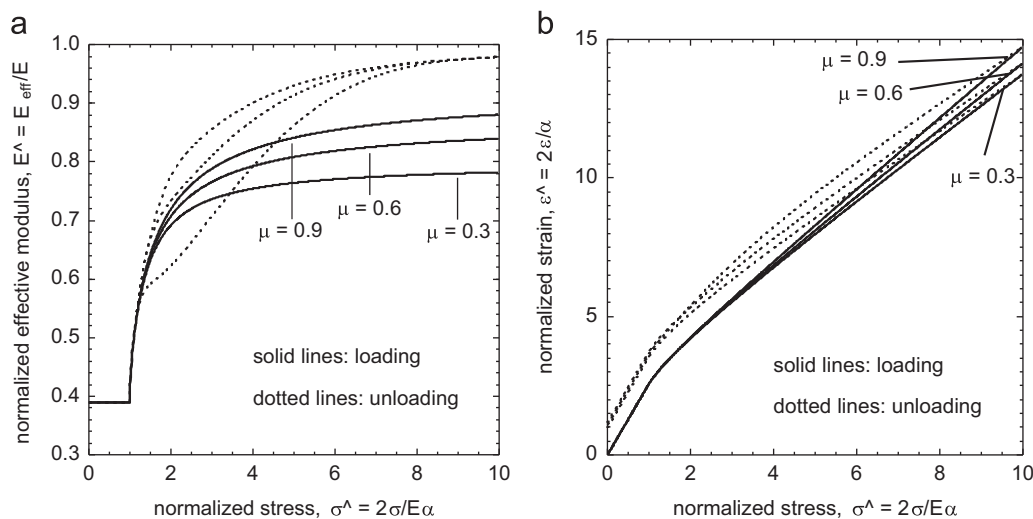 a
normalized effective modulus, E^ = E eff/E
1.0
0.9
0.8
0.7
0.6
0.5
0.4
0.3
0
2
4
6
8
10
μ = 0.9
μ = 0.6
μ = 0.3
solid lines: loading
dotted lines: unloading
normalized stress, σ^ = 2σ/Eα
b
normalized strain, ε^ = 2ε/α
15
10
5
0
0
2
4
6
8
10
μ = 0.9
μ = 0.6
μ = 0.3
solid lines: loading
dotted lines: unloading
normalized stress, σ^ = 2σ/Eα